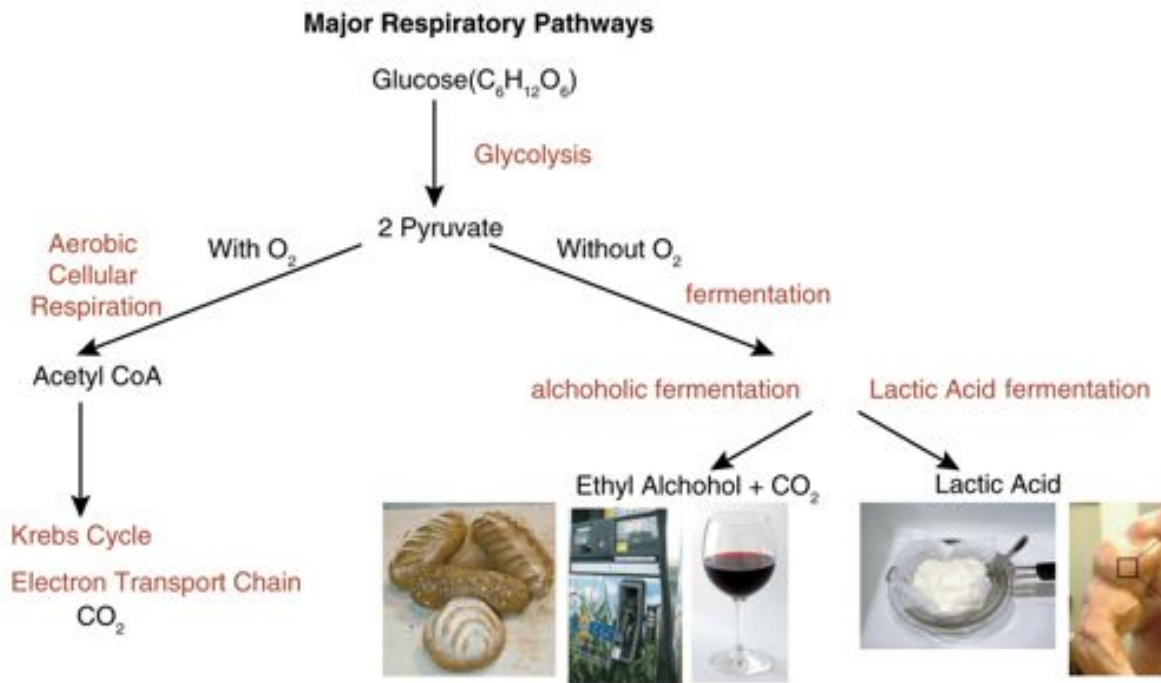 Major Respiratory Pathways
Glucose(C₆H₁₂O₆)
Glycolysis
2 Pyruvate
Aerobic
Cellular
Respiration
With O₂
Without O₂
fermentation
Acetyl CoA
alchoholic fermentation
Lactic Acid fermentation
Ethyl Alchohol + CO₂
Lactic Acid
Krebs Cycle
Electron Transport Chain
CO₂